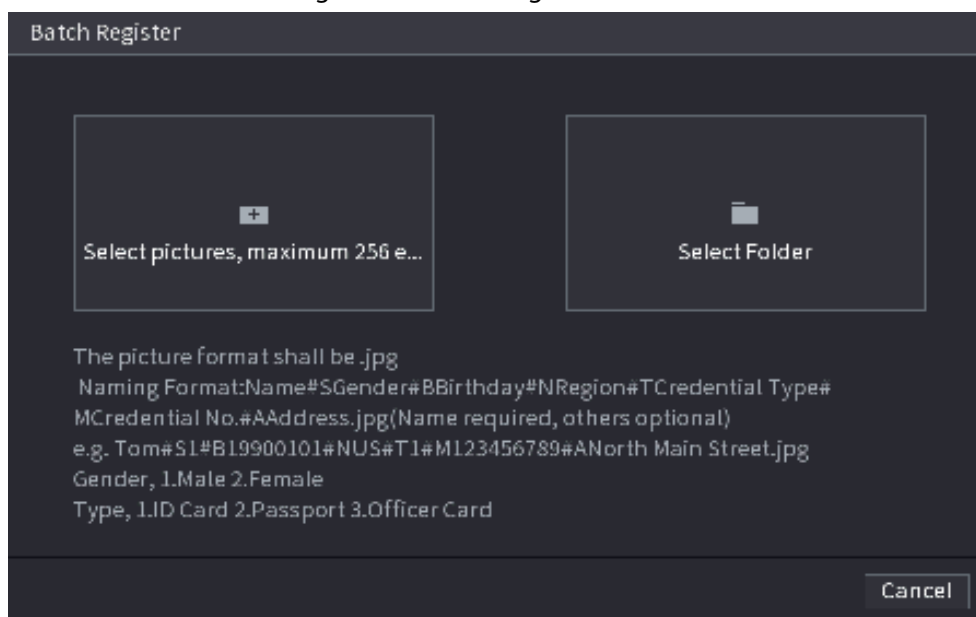 Batch Register
Select pictures, maximum 256 e...
Select Folder
The picture format shall be .jpg
Naming Format:Name#SGender#BBirthday#NRegion#TCredential Type#
MCredential No.#AAddress.jpg(Name required, others optional)
e.g. Tom#S1#B19900101#NUS#T1#M123456789#ANorth Main Street.jpg
Gender, 1.Male 2.Female
Type, 1.ID Card 2.Passport 3.Officer Card
Cancel